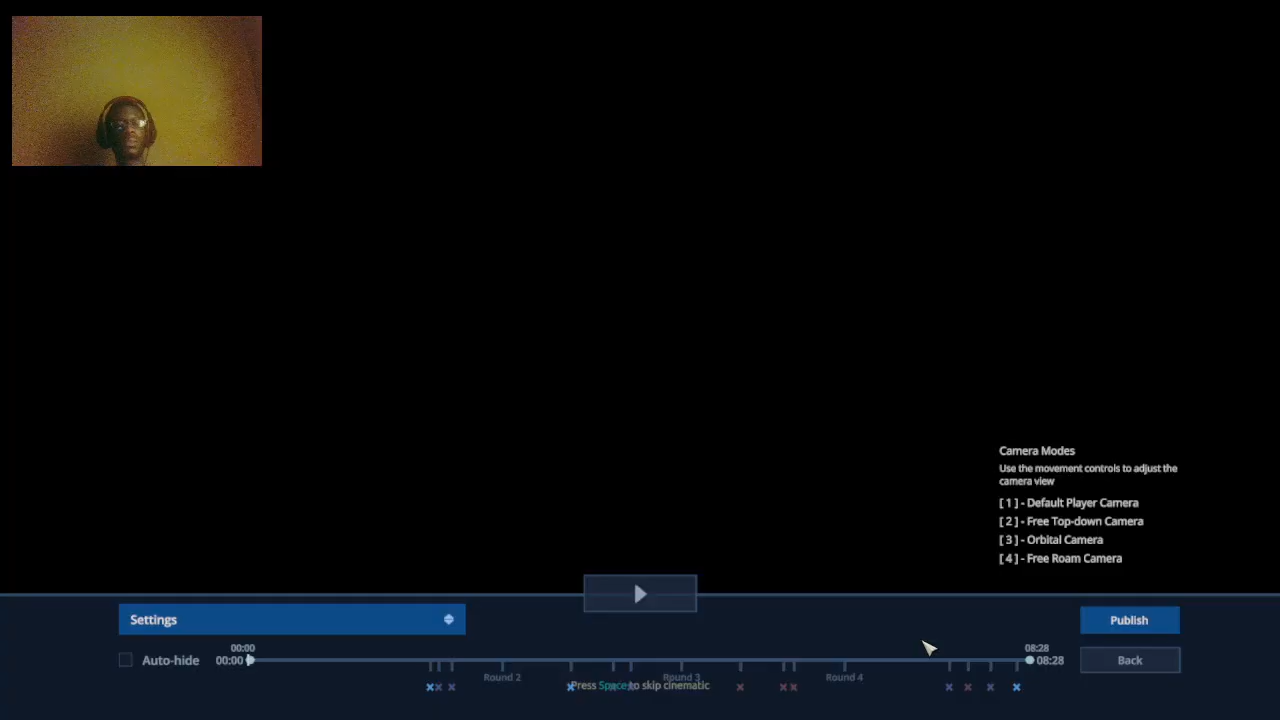 Camera Modes
Use the movement controls to adjust the
camera view
[ 1 ] - Default Player Camera
[ 2 ] - Free Top-down Camera
[ 3 ] - Orbital Camera
[ 4 ] - Free Roam Camera
Settings
Publish
00:00
08:28
Auto-hide
00:00
08:28
Back
Round 2
Round 3
Round 4
Press Space to skip cinematic